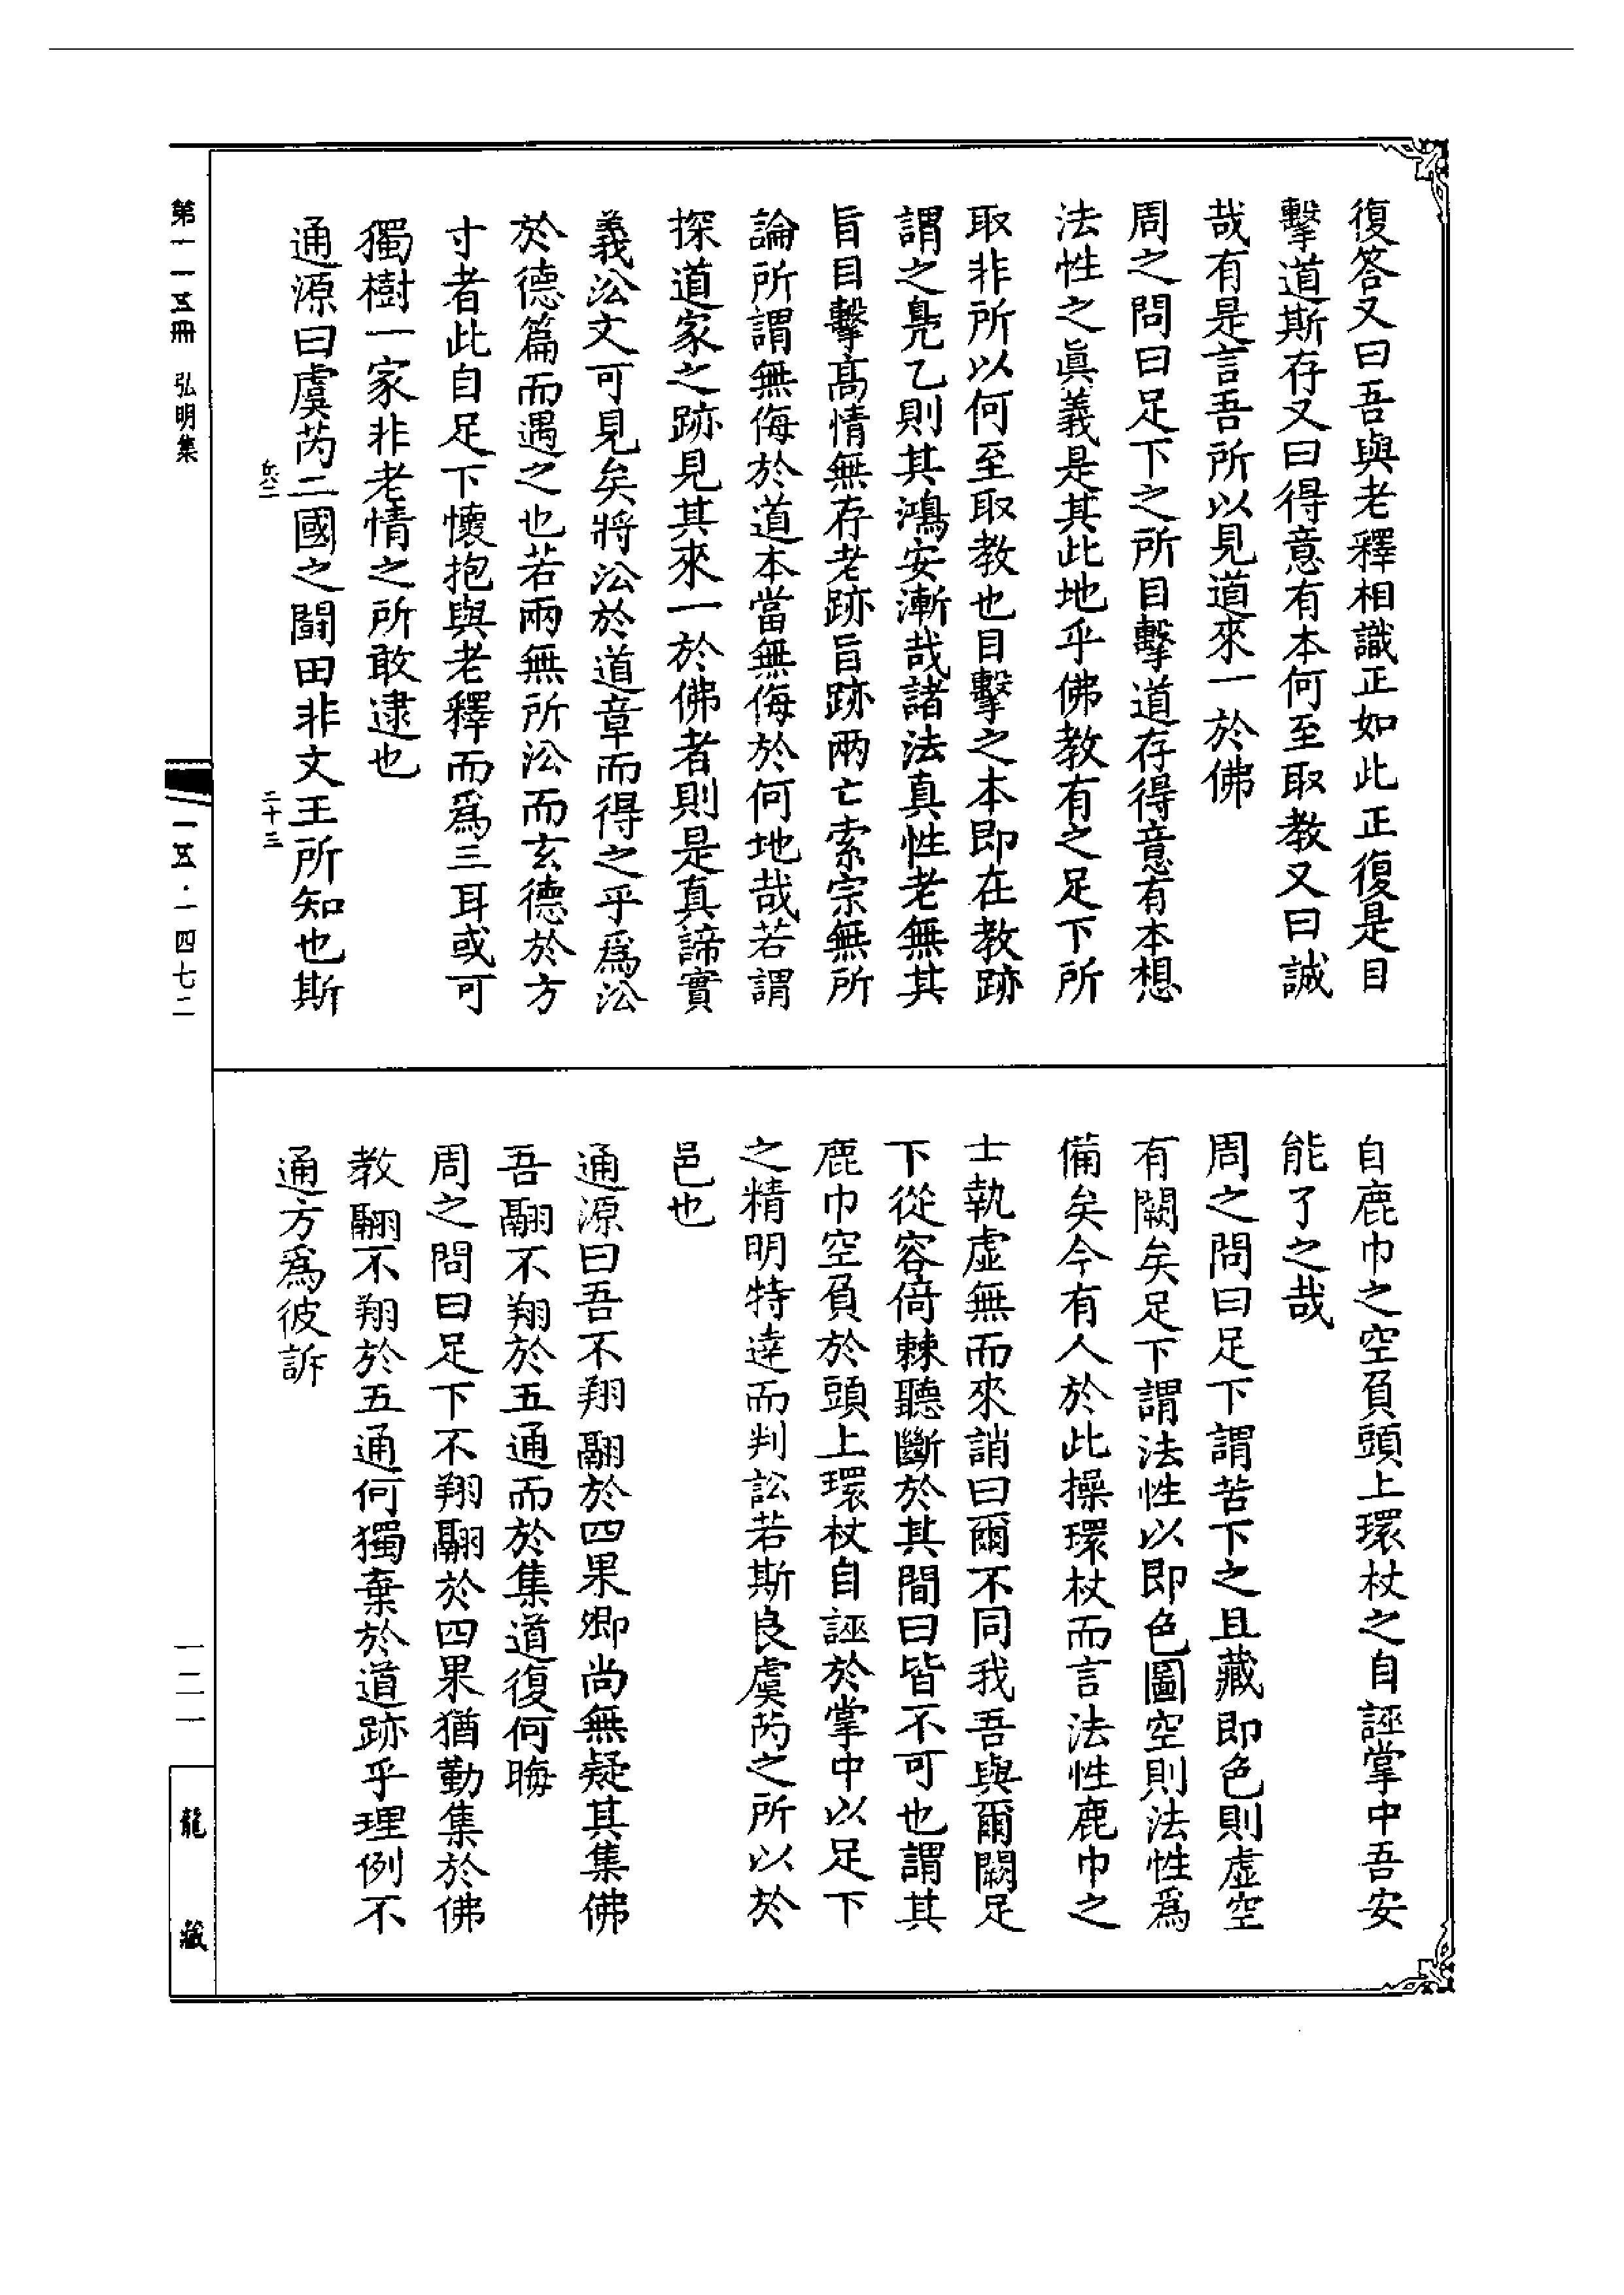 復答又曰吾與老釋相識正如此正復是目
擊道斯存又曰得意有本何至取教又曰誠
哉有是言吾所以見道來一於佛
周之問曰足下之所目擊道存得意有本想
法性之真義是其此地乎佛教有之足下所
取非所以何至取教也目擊之本即在教跡
謂之鳧乙則其鴻安漸哉諸法真性老無其
旨目擊高情無存老跡旨跡兩亡索宗無所
論所謂無侮於道本當無侮於何地哉若謂
探道家之跡見其來一於佛者則是真諦實
義㳂文可見矣將㳂於道章而得之乎爲㳂
於德篇而遇之也若兩無所㳂而玄德於方
寸者此自足下懷抱與老釋而爲三耳或可
獨樹一家非老情之所敢逮也
通源曰虞芮二國之鬪田非文王所知也斯
自鹿巾之空負頭上環杖之自誣掌中吾安
能了之哉
周之問曰足下謂苦下之且藏即色則虛空
有闕矣足下謂法性以即色圖空則法性爲
備矣今有人於此操環杖而言法性鹿巾之
士執虛無而來誚曰爾不同我吾與爾鬪足
下從容倚棘聽斷於其間曰皆不可也謂其
鹿巾空負於頭上環杖自誣於掌中以足下
之精明特達而判訟若斯良虞芮之所以於
邑也
通源曰吾不翔翮於四果卿尚無疑其集佛
吾翮不翔於五通而於集道復何晦
周之問曰足下不翔翮於四果猶勤集於佛
教翮不翔於五通何獨棄於道跡乎理例不
通方爲彼訴
第一一五冊 弘明集
兵二
二十三
一五·一四七二
一二一
龍藏